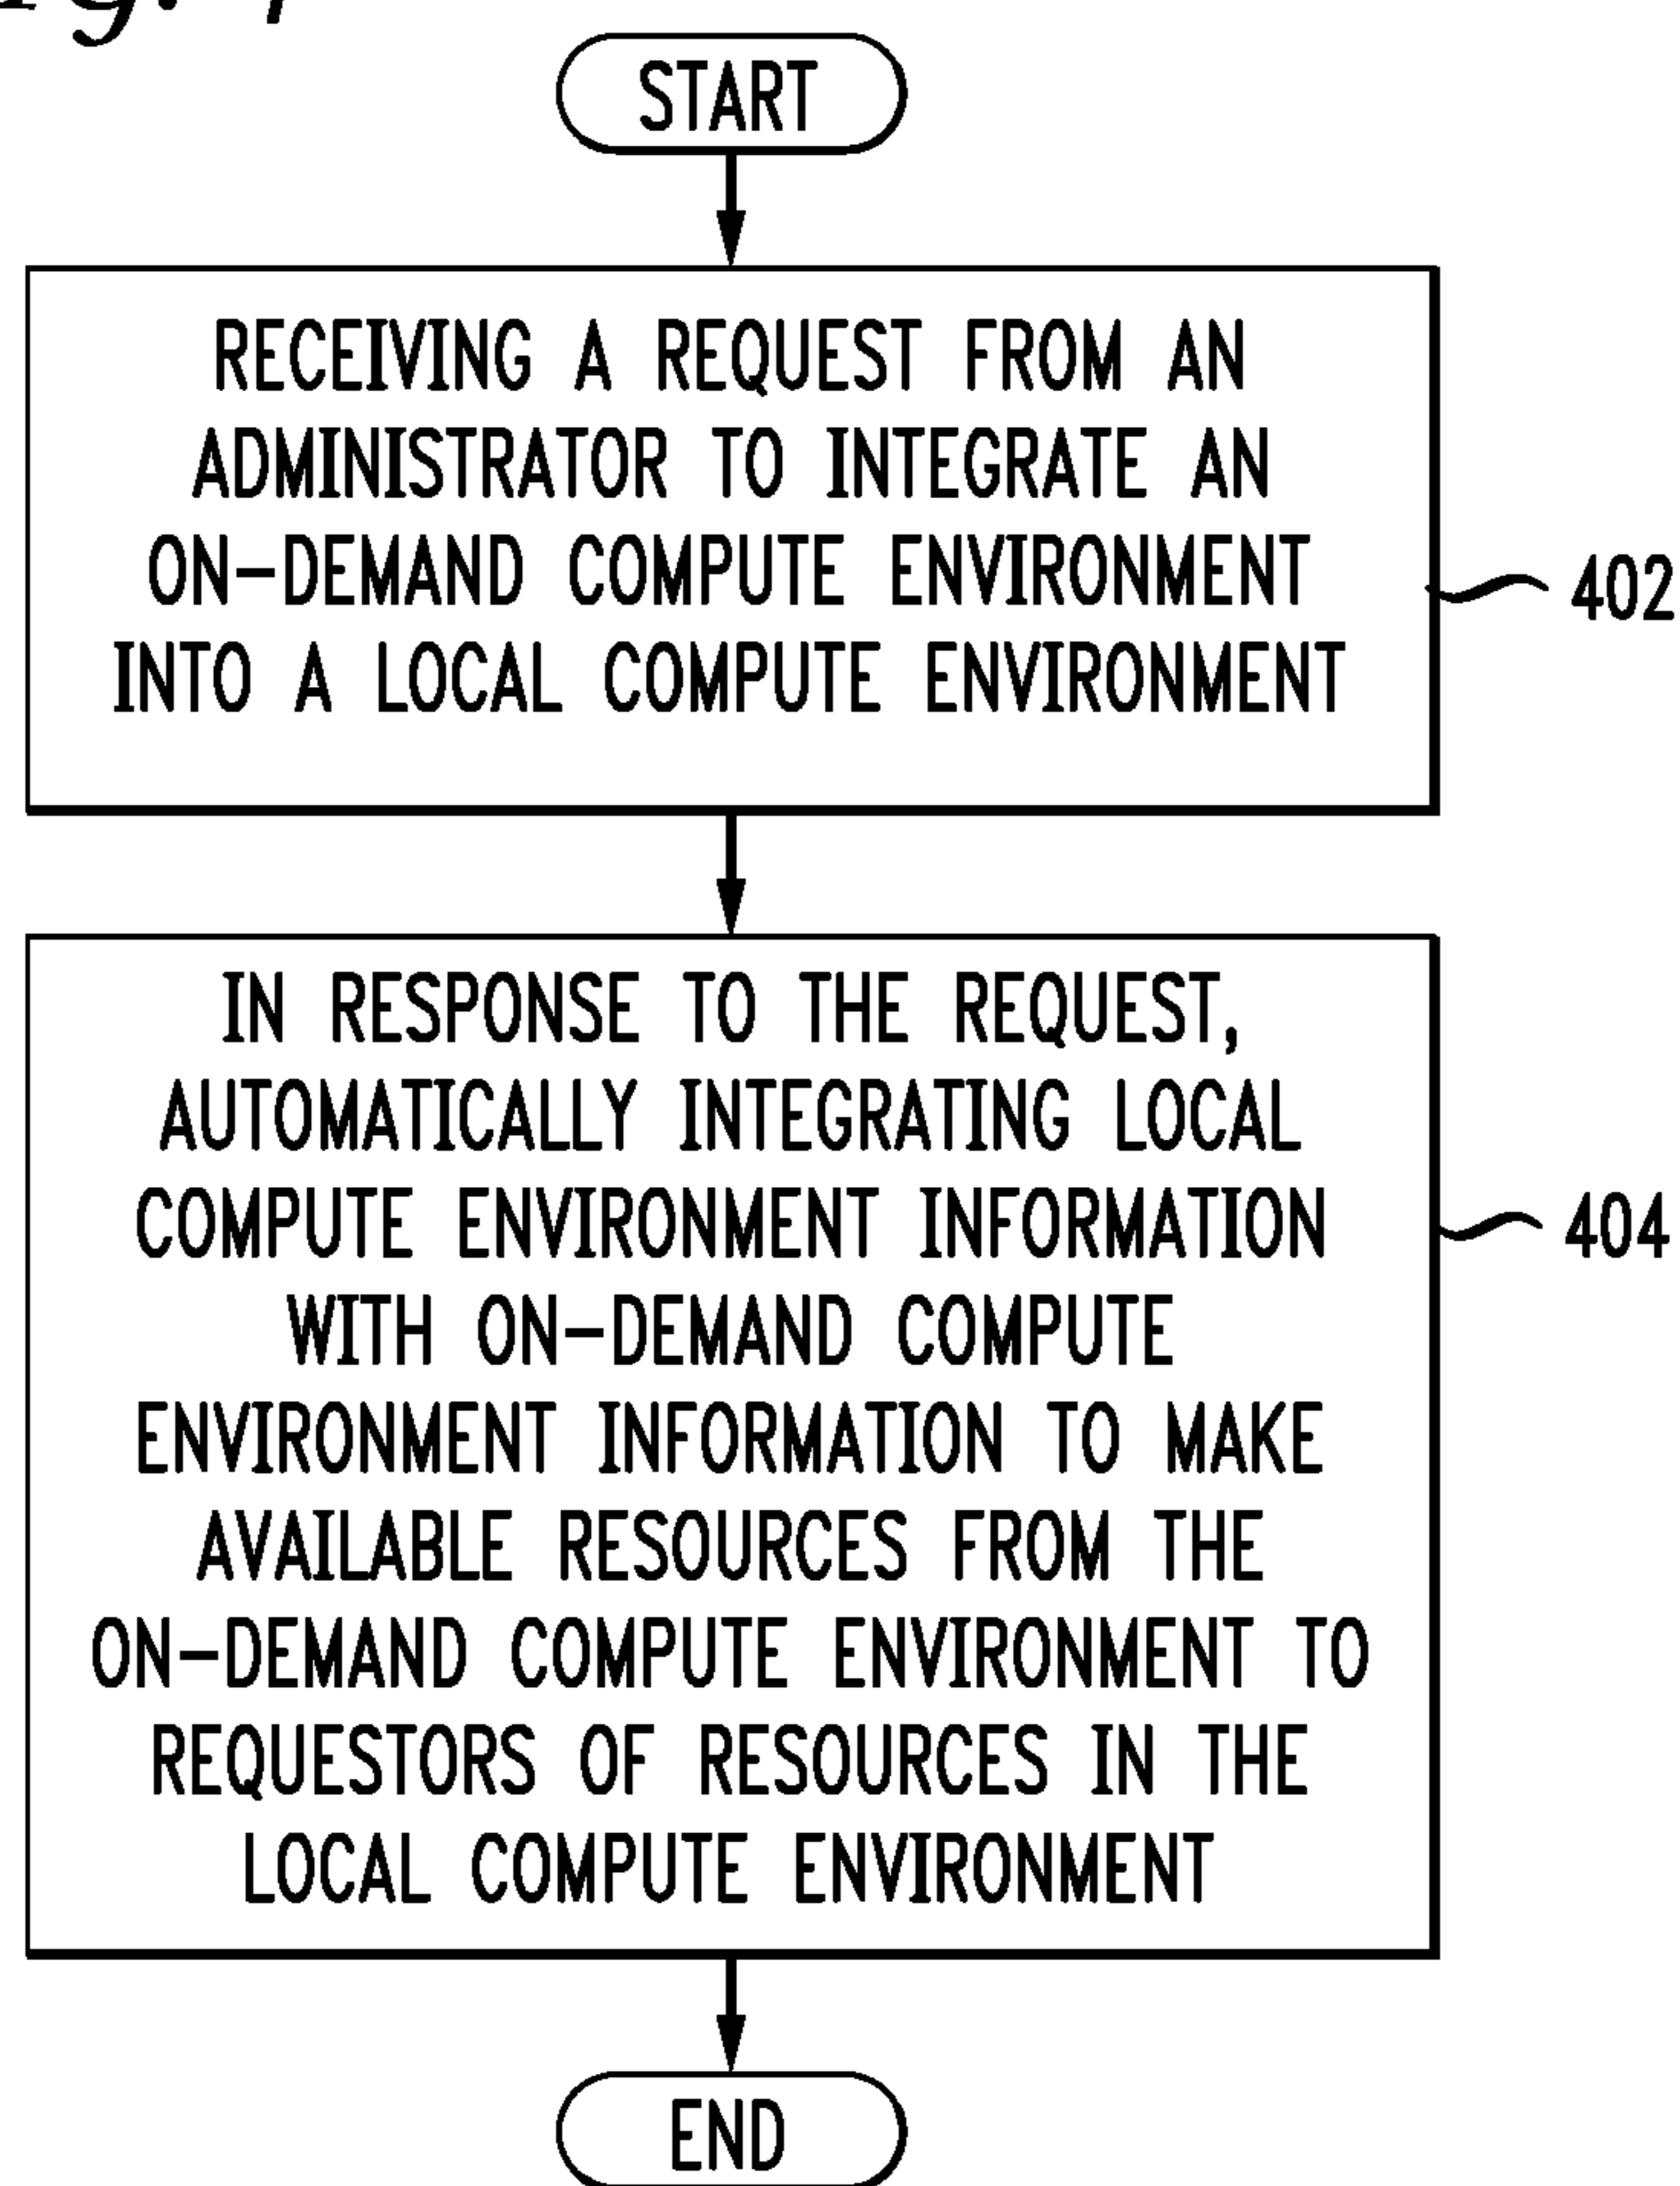 START
RECEIVING A REQUEST FROM AN
ADMINISTRATOR TO INTEGRATE AN
ON-DEMAND COMPUTE ENVIRONMENT
INTO A LOCAL COMPUTE ENVIRONMENT
402
IN RESPONSE TO THE REQUEST,
AUTOMATICALLY INTEGRATING LOCAL
COMPUTE ENVIRONMENT INFORMATION
WITH ON-DEMAND COMPUTE
ENVIRONMENT INFORMATION TO MAKE
AVAILABLE RESOURCES FROM THE
ON-DEMAND COMPUTE ENVIRONMENT TO
REQUESTORS OF RESOURCES IN THE
LOCAL COMPUTE ENVIRONMENT
404
END